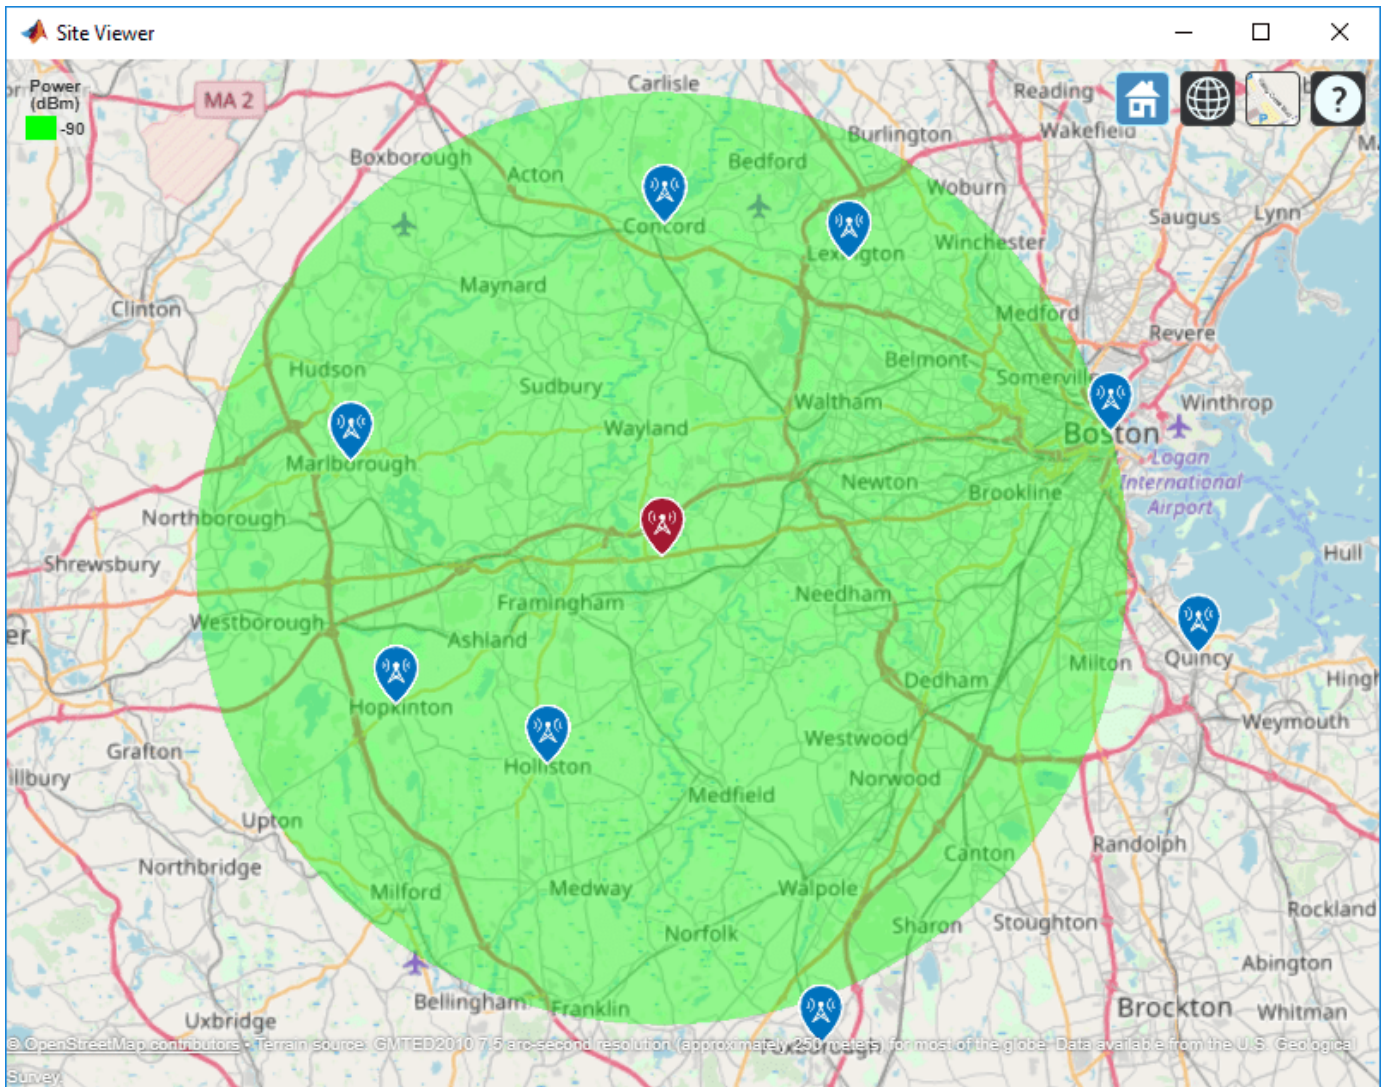 Site Viewer
Power
(dBm)
-90
MA 2
Carlisle
Reading
Burlington
Wakefield
Boxborough
Acton
Bedford
Woburn
Saugus
Lynn
Concord
Lexington
Winchester
Maynard
Clinton
Medford
Revere
Hudson
Sudbury
Belmont
Somerville
Wayland
Waltham
Winthrop
Boston
Marlborough
Logan
International
Airport
Newton
Brookline
Northborough
Shrewsbury
Hull
Framingham
Needham
Westborough
er
Ashland
Milton
Quincy
Dedham
Hingh
Hopkinton
Weymouth
Grafton
Westwood
Holliston
illbury
Norwood
Medfield
Upton
Randolph
Northbridge
Canton
Milford
Medway
Walpole
Rockland
Sharon
Stoughton
Norfolk
Abington
Bellingham
Franklin
Brockton
Whitman
Uxbridge
Foxborough
© OpenStreetMap contributors • Terrain source: GMTED2010 7.5 arc-second resolution (approximately 250 meters) for most of the globe. Data available from the U.S. Geological
Survey.
P
?